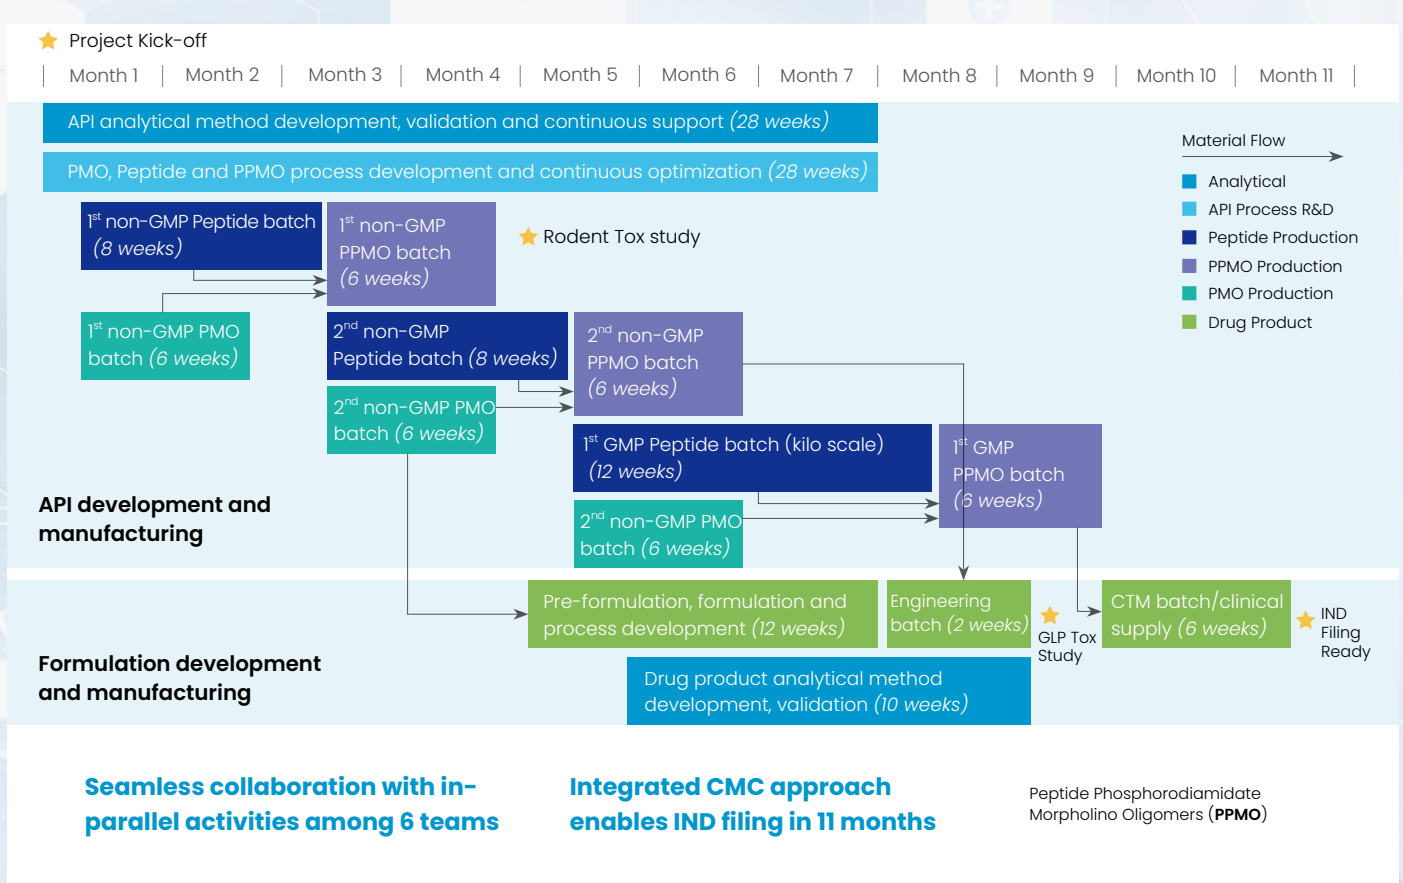 Project Kick-off
Month 1
Month 2
Month 3
Month 4
Month 5
Month 6
Month 7
Month 8
Month 9
Month 10
Month 11
API analytical method development, validation and continuous support (28 weeks)
PMO, Peptide and PPMO process development and continuous optimization (28 weeks)
Material Flow
Analytical
API Process R&D
Peptide Production
PPMO Production
PMO Production
Drug Product
1st non-GMP Peptide batch
(8 weeks)
1st non-GMP
PPMO batch
(6 weeks)
Rodent Tox study
1st non-GMP PMO
batch (6 weeks)
2nd non-GMP
Peptide batch (8 weeks)
2nd non-GMP
PPMO batch
(6 weeks)
2nd non-GMP PMO
batch (6 weeks)
1st GMP Peptide batch (kilo scale)
(12 weeks)
1st GMP
PPMO batch
(6 weeks)
2nd non-GMP PMO
batch (6 weeks)
API development and
manufacturing
Pre-formulation, formulation and
process development (12 weeks)
Engineering
batch (2 weeks)
GLP Tox
Study
CTM batch/clinical
supply (6 weeks)
IND
Filing
Ready
Formulation development
and manufacturing
Drug product analytical method
development, validation (10 weeks)
Seamless collaboration with in-
parallel activities among 6 teams
Integrated CMC approach
enables IND filing in 11 months
Peptide Phosphorodiamidate
Morpholino Oligomers (PPMO)